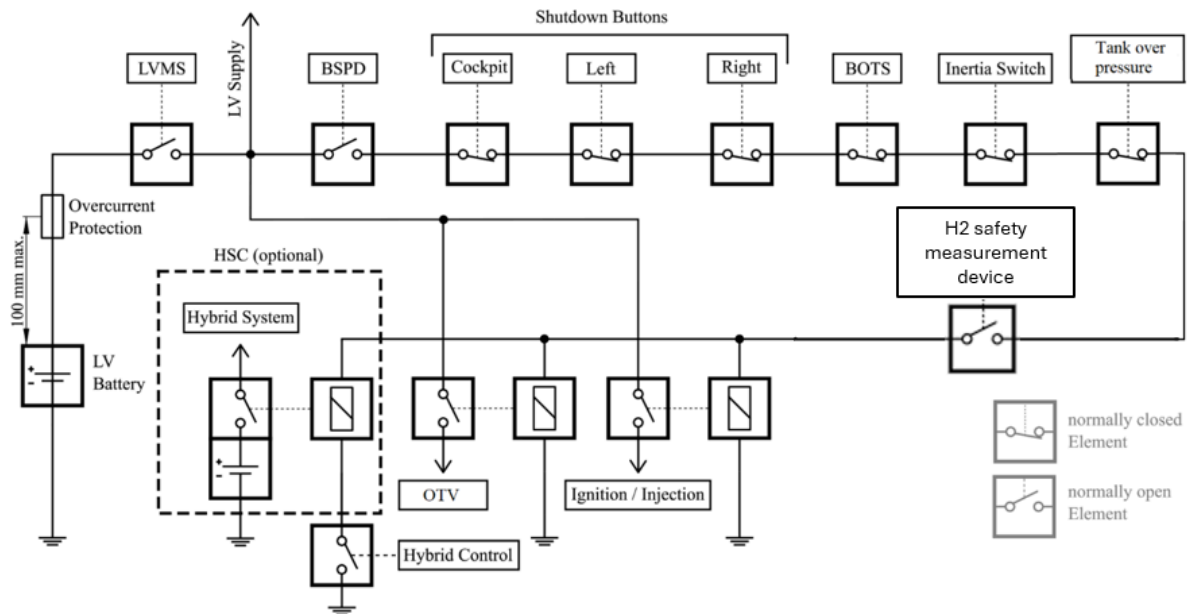 Shutdown Buttons
LVMS
LV Supply
BSPD
Cockpit
Left
Right
BOTS
Inertia Switch
Tank over
pressure
Overcurrent
Protection
100 mm max.
H2 safety
measurement
device
HSC (optional)
Hybrid System
+
-
LV
Battery
+
-
OTV
Ignition / Injection
Hybrid Control
normally closed
Element
normally open
Element